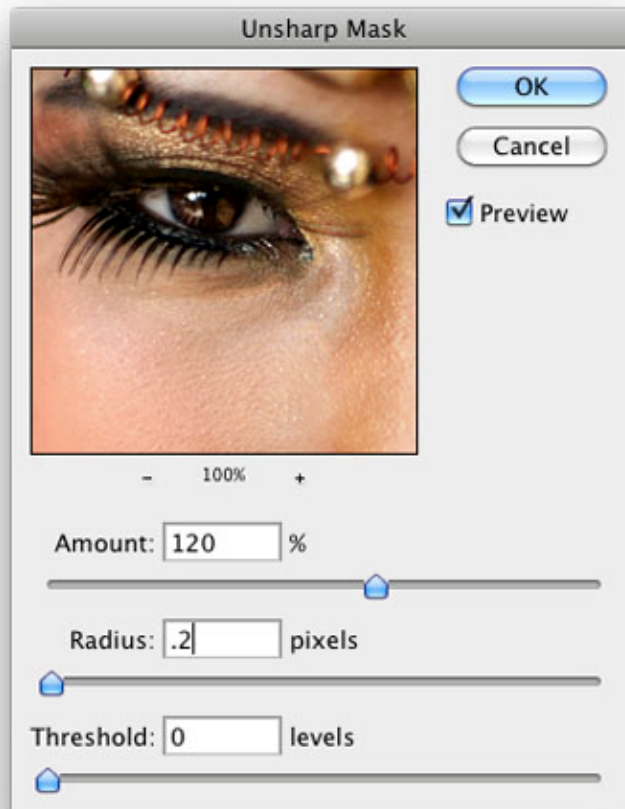 Unsharp Mask
OK
Cancel
Preview
- 100% +
Amount: 120 %
Radius: .2 pixels
Threshold: 0 levels